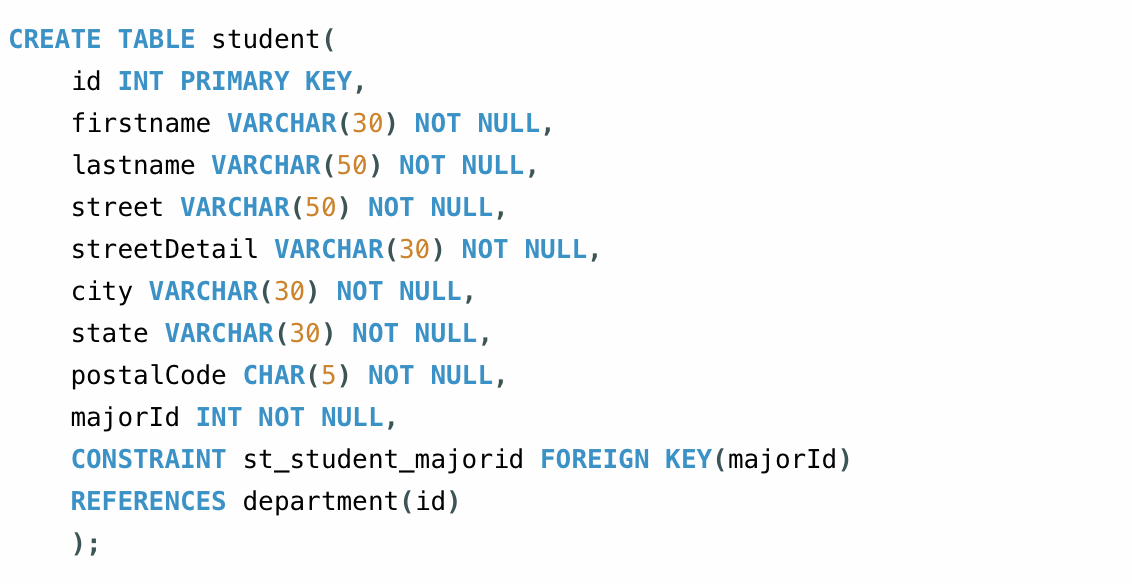 CREATE TABLE student(
    id INT PRIMARY KEY,
    firstname VARCHAR(30) NOT NULL,
    lastname VARCHAR(50) NOT NULL,
    street VARCHAR(50) NOT NULL,
    streetDetail VARCHAR(30) NOT NULL,
    city VARCHAR(30) NOT NULL,
    state VARCHAR(30) NOT NULL,
    postalCode CHAR(5) NOT NULL,
    majorId INT NOT NULL,
    CONSTRAINT st_student_majorid FOREIGN KEY(majorId)
    REFERENCES department(id)
    );